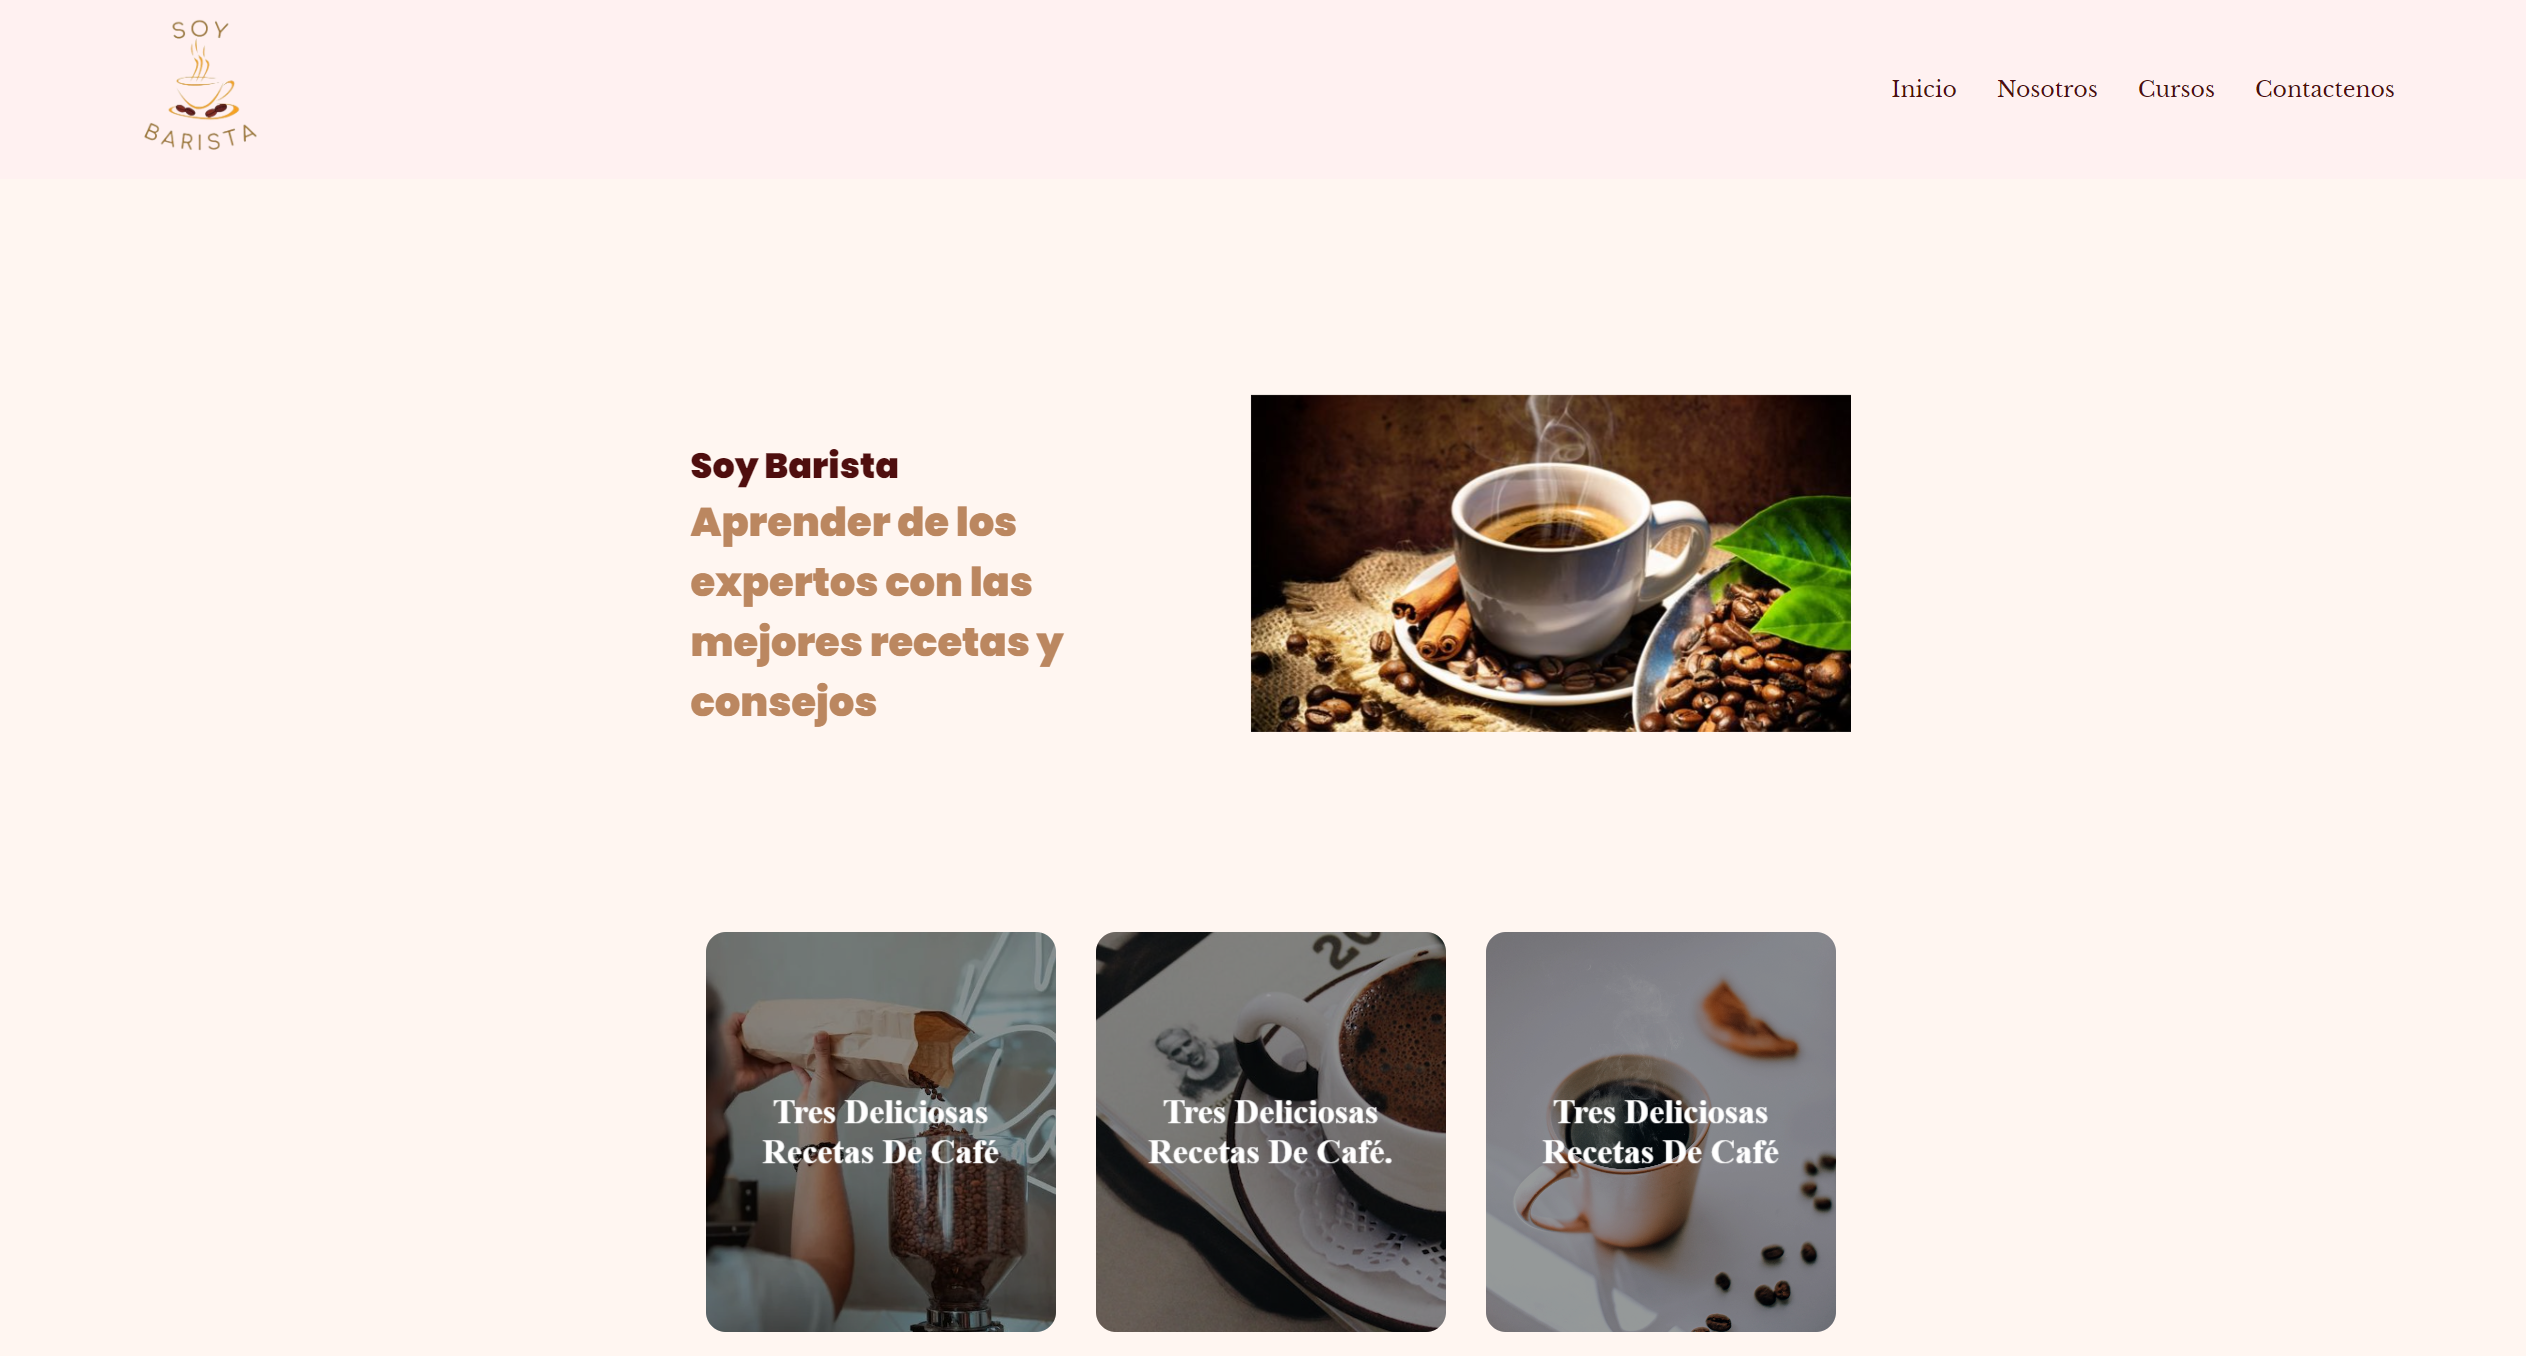 SOY
BARISTA
Inicio Nosotros Cursos Contactenos
Soy Barista
Aprender de los
expertos con las
mejores recetas y
consejos
20
Tres Deliciosas
Recetas De Café
Tres Deliciosas
Recetas De Café.
Tres Deliciosas
Recetas De Café